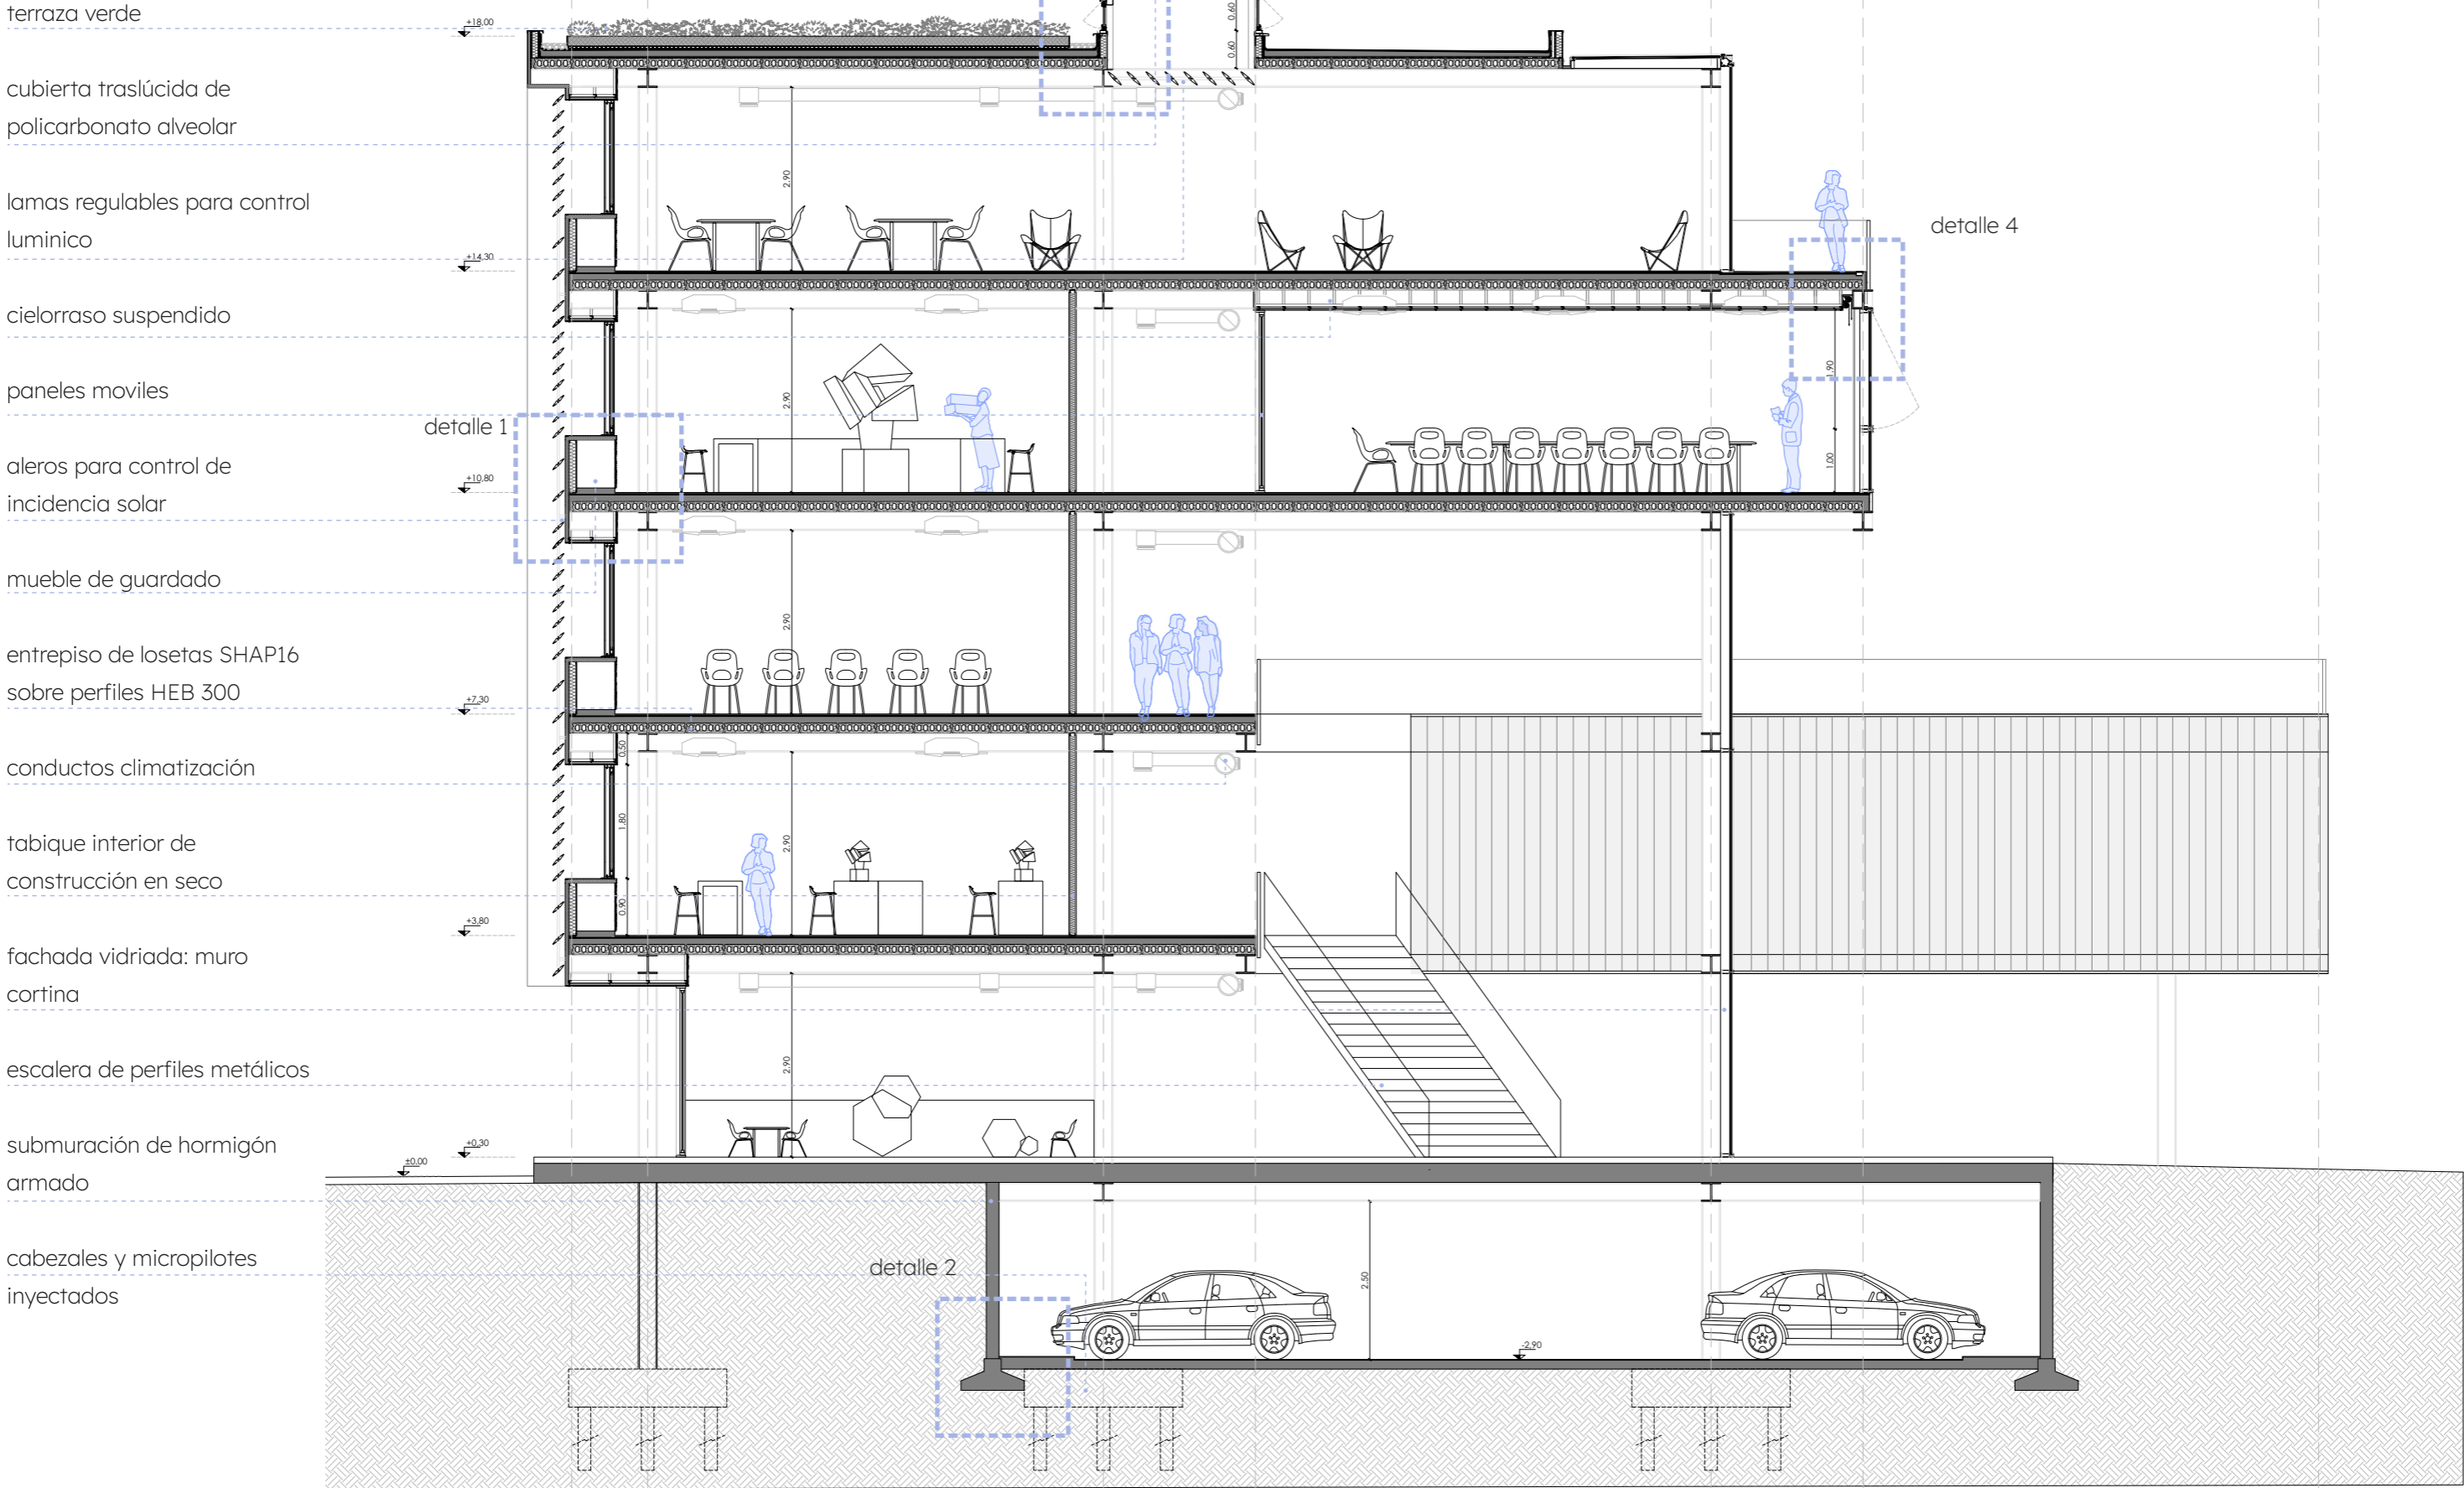 terraza verde
cubierta traslúcida de
policarbonato alveolar
lamas regulables para control
luminico
cielorraso suspendido
paneles moviles
aleros para control de
incidencia solar
mueble de guardado
entrepiso de losetas SHAP16
sobre perfiles HEB 300
conductos climatización
tabique interior de
construcción en seco
fachada vidriada: muro
cortina
escalera de perfiles metálicos
submuración de hormigón
armado
cabezales y micropilotes
inyectados
+18,00
0.60
0.60
2.90
+14,30
detalle 4
2.90
1.90
detalle 1
1.00
+10,80
2.90
+7,30
0.50
1.80
2.90
0.90
+3,80
2.90
+0,30
±0.00
detalle 2
2.50
-2,90